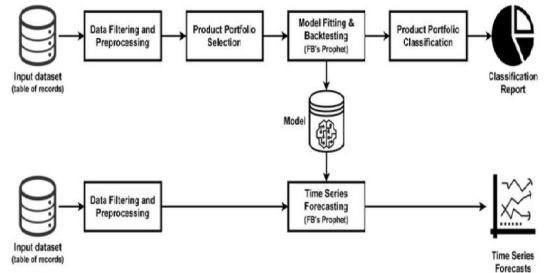 Data Filtering and
Preprocessing
Product Portfolio
Selection
Model Fitting &
Backtesting
(FB's Prophet)
Product Portfolio
Classification
Input dataset
(table of records)
Classification
Report
Model
Data Filtering and
Preprocessing
Time Series
Forecasting
(FB's Prophet)
Input dataset
(table of records)
Time Series
Forecasts